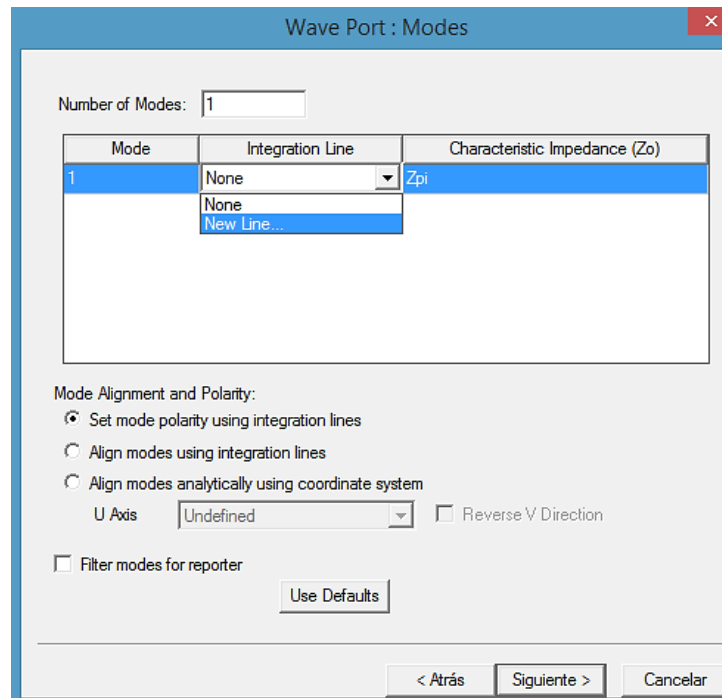 Wave Port : Modes
Number of Modes: 1
Mode Integration Line Characteristic Impedance (Zo)
1 None Zpi
None
New Line...
Mode Alignment and Polarity:
Set mode polarity using integration lines
Align modes using integration lines
Align modes analytically using coordinate system
U Axis Undefined Reverse V Direction
Filter modes for reporter
Use Defaults
< Atrás Siguiente > Cancelar